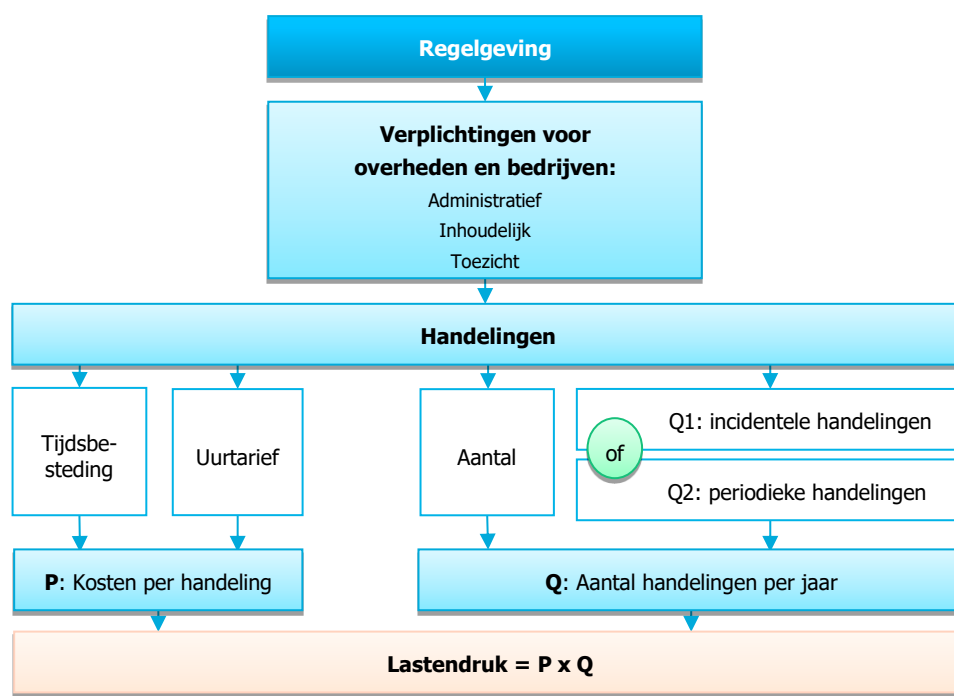 Regelgeving
Verplichtingen voor
overheden en bedrijven:
Administratief
Inhoudelijk
Toezicht
Handelingen
Tijdsbe-
steding
Uurtarief
Aantal
Q1: incidentele handelingen
of
Q2: periodieke handelingen
P: Kosten per handeling
Q: Aantal handelingen per jaar
Lastendruk = P x Q